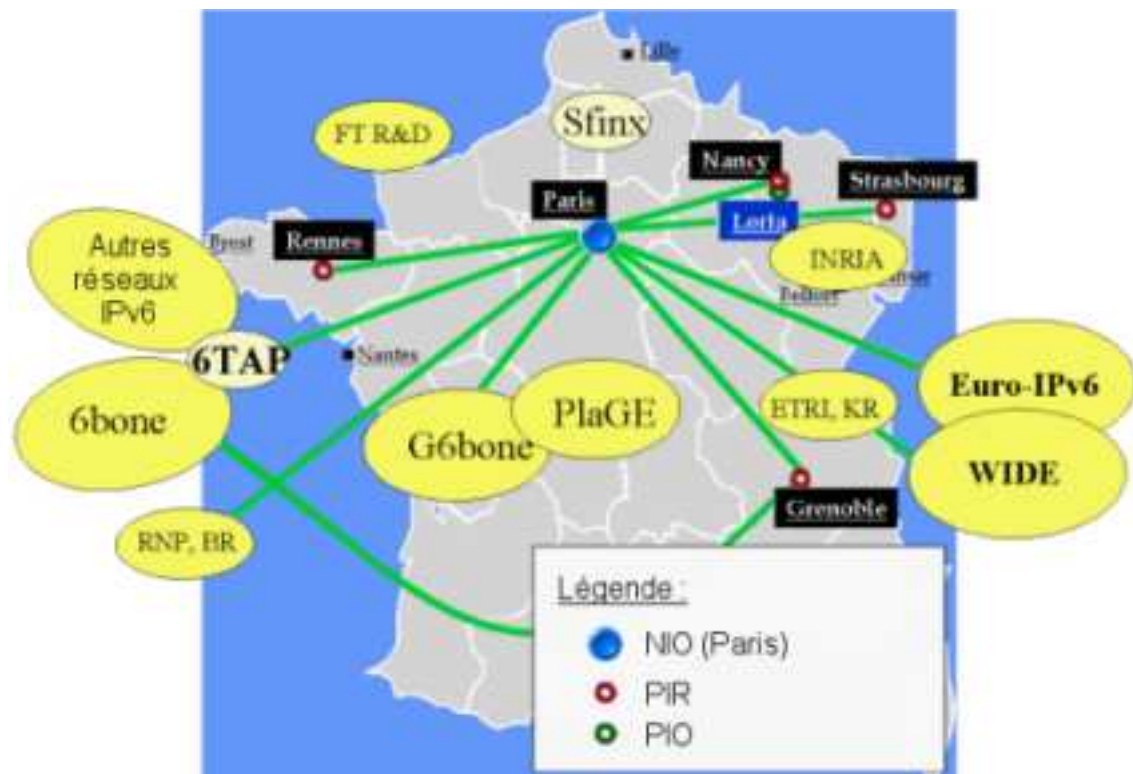 Lille
Sfinx
FT R&D
Nancy
Strasbourg
Paris
Loria
Rennes
Brest
INRIA
Autres
réseaux
IPv6
Belfort
6TAP
Nantes
Euro-IPv6
6bone
PlaGE
ETRI, KR
G6bone
WIDE
Grenoble
RNP, BR
Légende :
NIO (Paris)
PIR
PIO